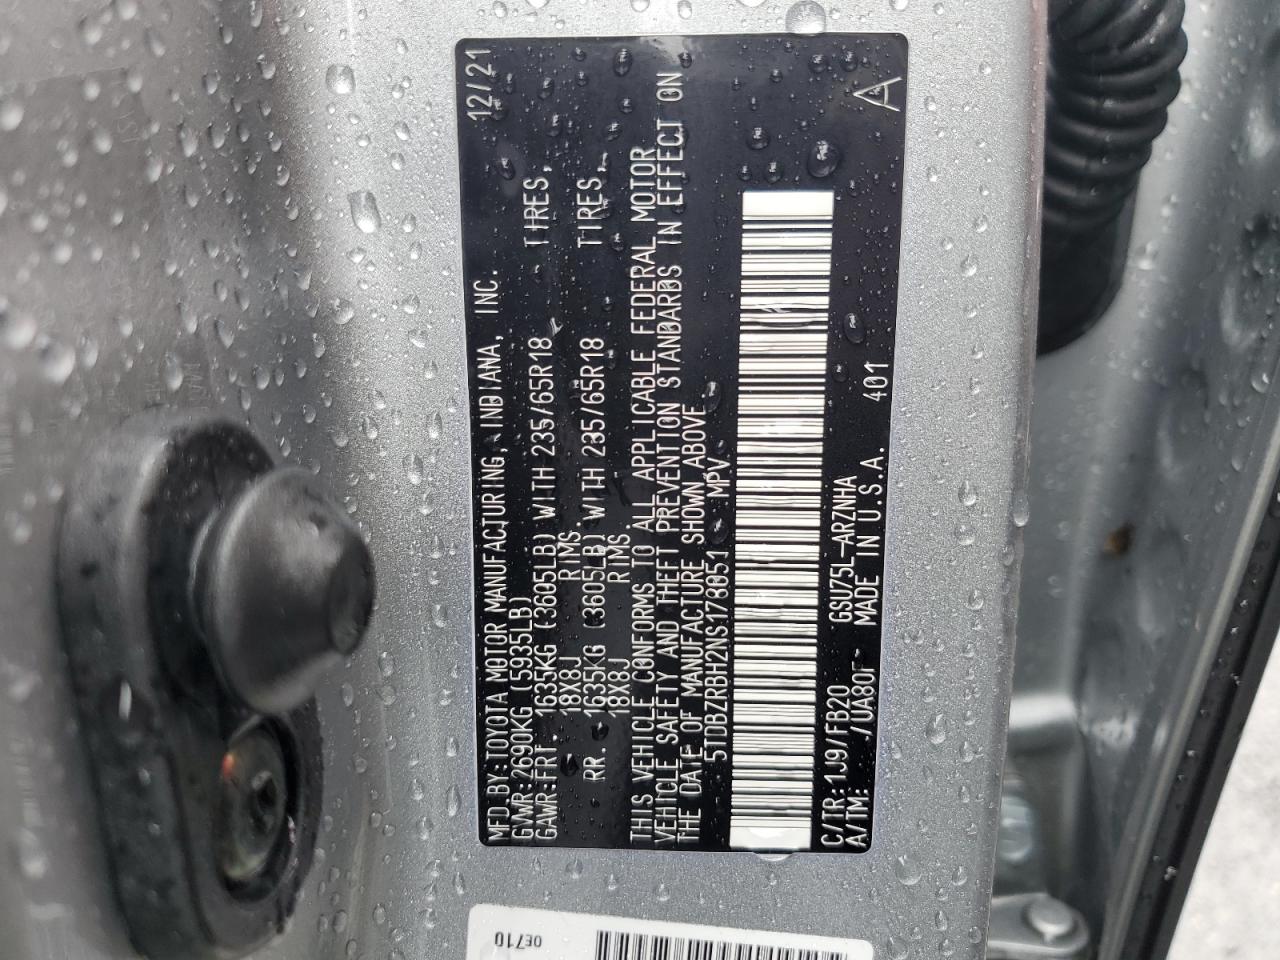 MFD.BY:TOYOTA MOTOR MANUFACTURING, INDIANA, INC. 12/21
GVWR:2690KG (5935LB)
GAWR:FRT. 1635KG (3605LB) WITH 235/65R18 TIRES,
18X8J RIMS
RR. 1635KG (3605LB) WITH 235/65R18 TIRES,
18X8J RIMS.
THIS VEHICLE CONFORMS TO ALL APPLICABLE FEDERAL MOTOR
VEHICLE SAFETY AND THEFT PREVENTION STANDARDS IN EFFECT ON
THE DATE OF MANUFACTURE SHOWN ABOVE
5TDBZRBH2NS178051 MPV
C/TR:1J9/FB20 GSU75L-ARZNHA
A/TM: /UA80F MADE IN U.S.A. 401
A
0E710